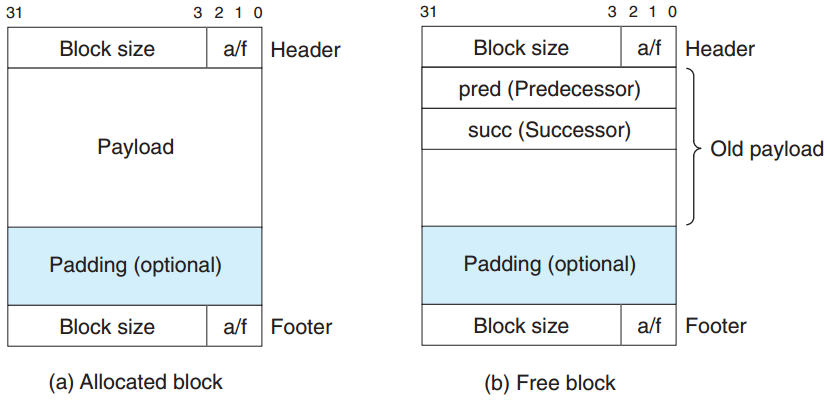 31 3 2 1 0
Block size a/f Header
Payload
Padding (optional)
Block size a/f Footer
(a) Allocated block
31 3 2 1 0
Block size a/f Header
pred (Predecessor)
succ (Successor)
Old payload
Padding (optional)
Block size a/f Footer
(b) Free block